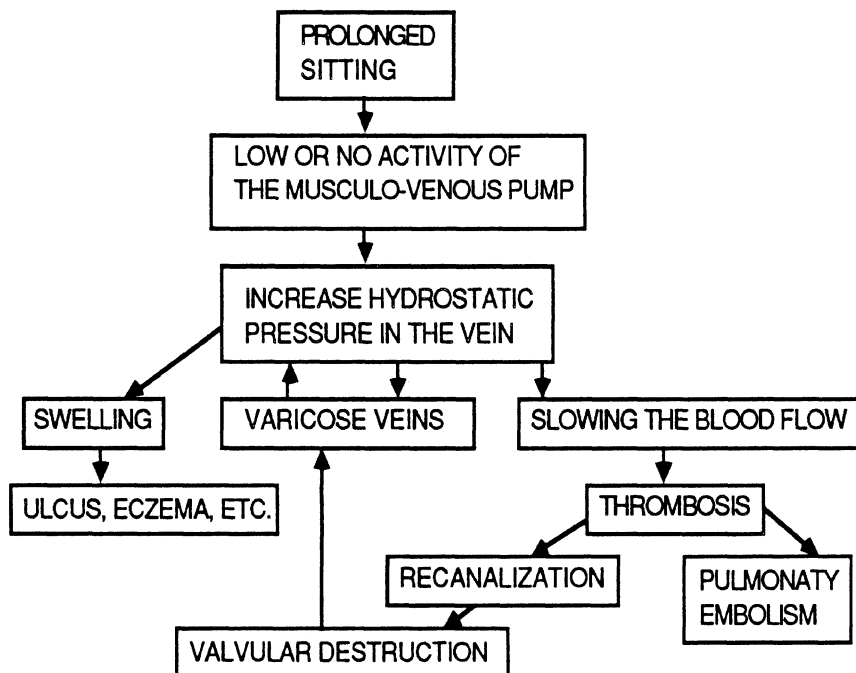 PROLONGED
SITTING
LOW OR NO ACTIVITY OF
THE MUSCULO-VENOUS PUMP
INCREASE HYDROSTATIC
PRESSURE IN THE VEIN
SWELLING
VARICOSE VEINS
SLOWING THE BLOOD FLOW
ULCUS, ECZEMA, ETC.
THROMBOSIS
RECANALIZATION
PULMONATY
EMBOLISM
VALVULAR DESTRUCTION